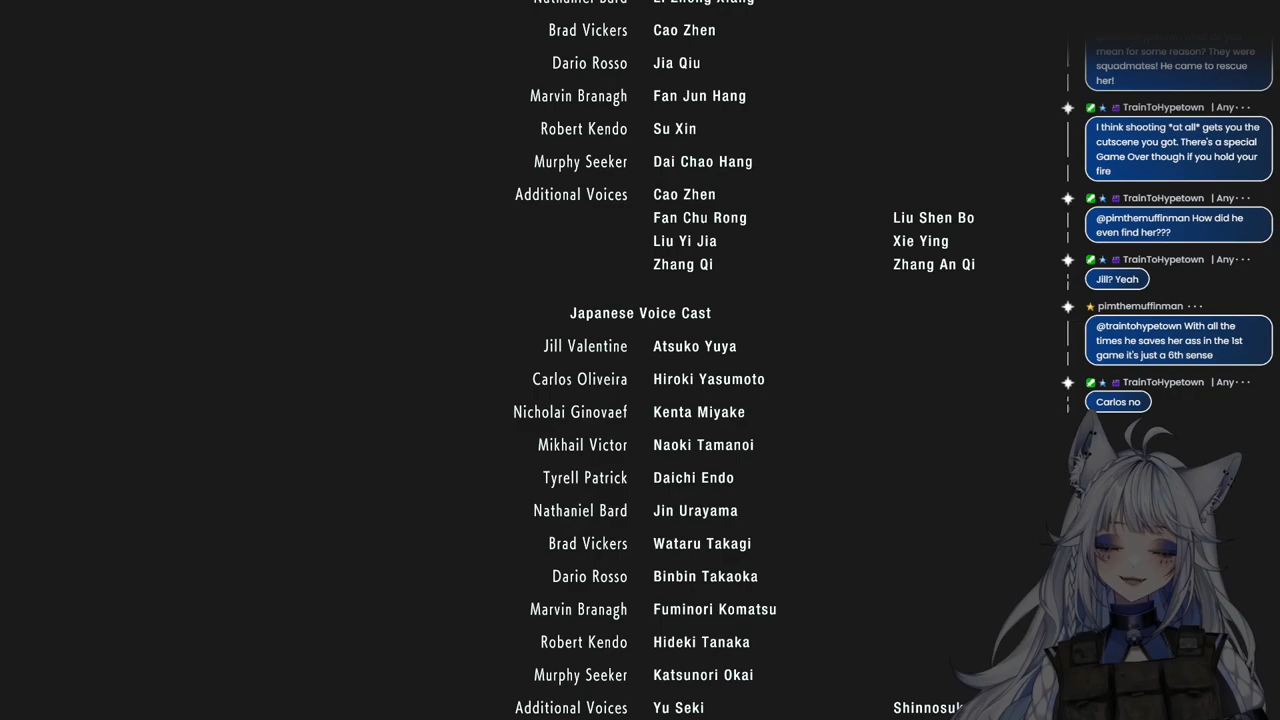 Nathaniel Bard Li Zhong Xiang
Brad Vickers Cao Zhen
Dario Rosso Jia Qiu
Marvin Branagh Fan Jun Hang
Robert Kendo Su Xin
Murphy Seeker Dai Chao Hang
Additional Voices Cao Zhen
Fan Chu Rong Liu Shen Bo
Liu Yi Jia Xie Ying
Zhang Qi Zhang An Qi
Japanese Voice Cast
Jill Valentine Atsuko Yuya
Carlos Oliveira Hiroki Yasumoto
Nicholai Ginovaef Kenta Miyake
Mikhail Victor Naoki Tamanoi
Tyrell Patrick Daichi Endo
Nathaniel Bard Jin Urayama
Brad Vickers Wataru Takagi
Dario Rosso Binbin Takaoka
Marvin Branagh Fuminori Komatsu
Robert Kendo Hideki Tanaka
Murphy Seeker Katsunori Okai
Additional Voices Yu Seki Shinnosuk
mean for some reason? They were
squadmates! He came to rescue
her!
TrainToHypetown | Any···
I think shooting *at all* gets you the
cutscene you got. There's a special
Game Over though if you hold your
fire
TrainToHypetown | Any···
@pimthemuffinman How did he
even find her???
TrainToHypetown | Any···
Jill? Yeah
pimthemuffinman ···
@traintohypetown With all the
times he saves her ass in the 1st
game it's just a 6th sense
TrainToHypetown | Any···
Carlos no